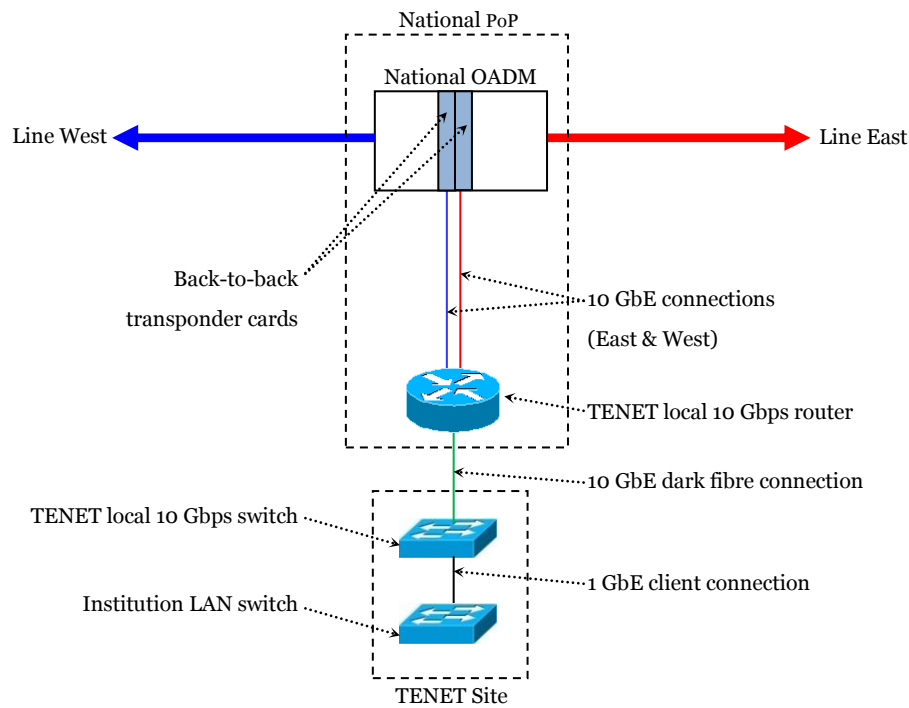 National PoP
National OADM
Line West
Line East
Back-to-back
transponder cards
10 GbE connections
(East & West)
TENET local 10 Gbps router
10 GbE dark fibre connection
TENET local 10 Gbps switch
1 GbE client connection
Institution LAN switch
TENET Site